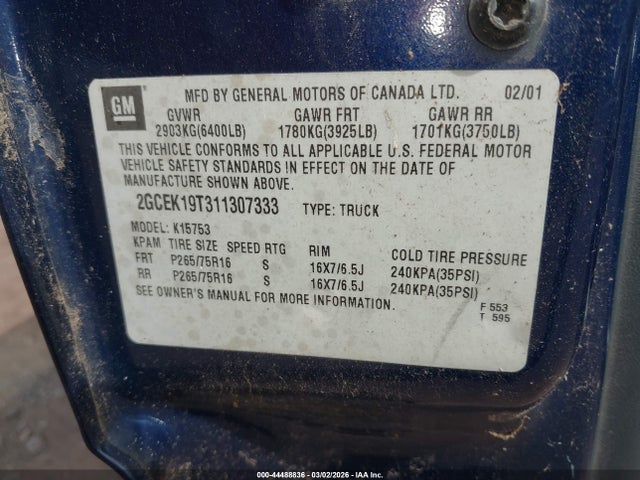 GM
MFD BY GENERAL MOTORS OF CANADA LTD. 02/01
GVWR GAWR FRT GAWR RR
2903KG(6400LB) 1780KG(3925LB) 1701KG(3750LB)
THIS VEHICLE CONFORMS TO ALL APPLICABLE U.S. FEDERAL MOTOR
VEHICLE SAFETY STANDARDS IN EFFECT ON THE DATE OF
MANUFACTURE SHOWN ABOVE.
2GCEK19T311307333 TYPE: TRUCK
MODEL: K15753
KPAM TIRE SIZE SPEED RTG RIM COLD TIRE PRESSURE
FRT P265/75R16 S 16X7/6.5J 240KPA(35PSI)
RR P265/75R16 S 16X7/6.5J 240KPA(35PSI)
SEE OWNER'S MANUAL FOR MORE INFORMATION.
F 553
T 595
000-44488836 - 03/02/2026 - IAA Inc.